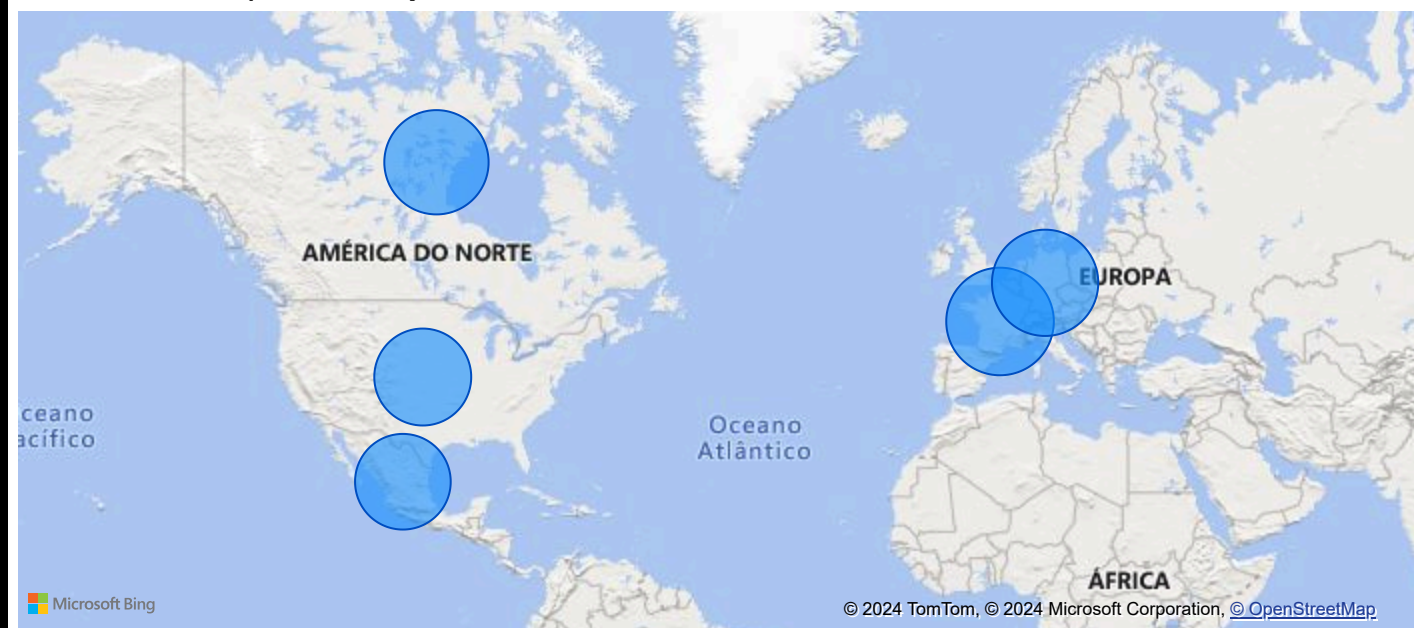 AMÉRICA DO NORTE
EUROPA
ceano
acífico
Oceano
Atlântico
ÁFRICA
Microsoft Bing
© 2024 TomTom, © 2024 Microsoft Corporation, © OpenStreetMap